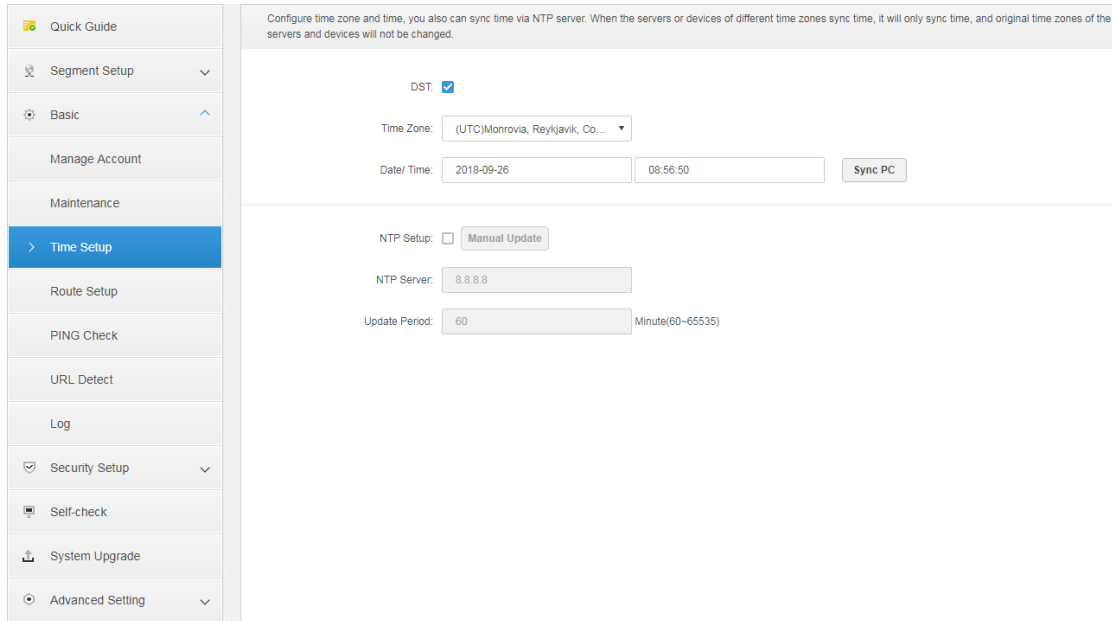 Configure time zone and time, you also can sync time via NTP server. When the servers or devices of different time zones sync time, it will only sync time, and original time zones of the
servers and devices will not be changed.
Quick Guide
Segment Setup
Basic
Manage Account
Maintenance
Time Setup
Route Setup
PING Check
URL Detect
Log
Security Setup
Self-check
System Upgrade
Advanced Setting
DST:
Time Zone: (UTC)Monrovia, Reykjavik, Co...
Date/ Time: 2018-09-26 08:56:50 Sync PC
NTP Setup: Manual Update
NTP Server: 8.8.8.8
Update Period: 60 Minute(60~65535)